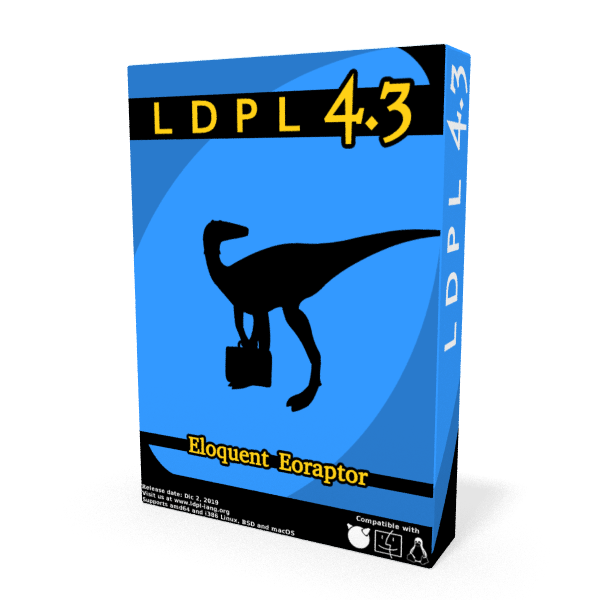 LDPL 4.3
LDPL 4.3
Eloquent Eoraptor
Release date: Dic 2, 2019
Visit us at www.ldpl-lang.org
Supports amd64 and i386 Linux, BSD and macOS
Compatible with